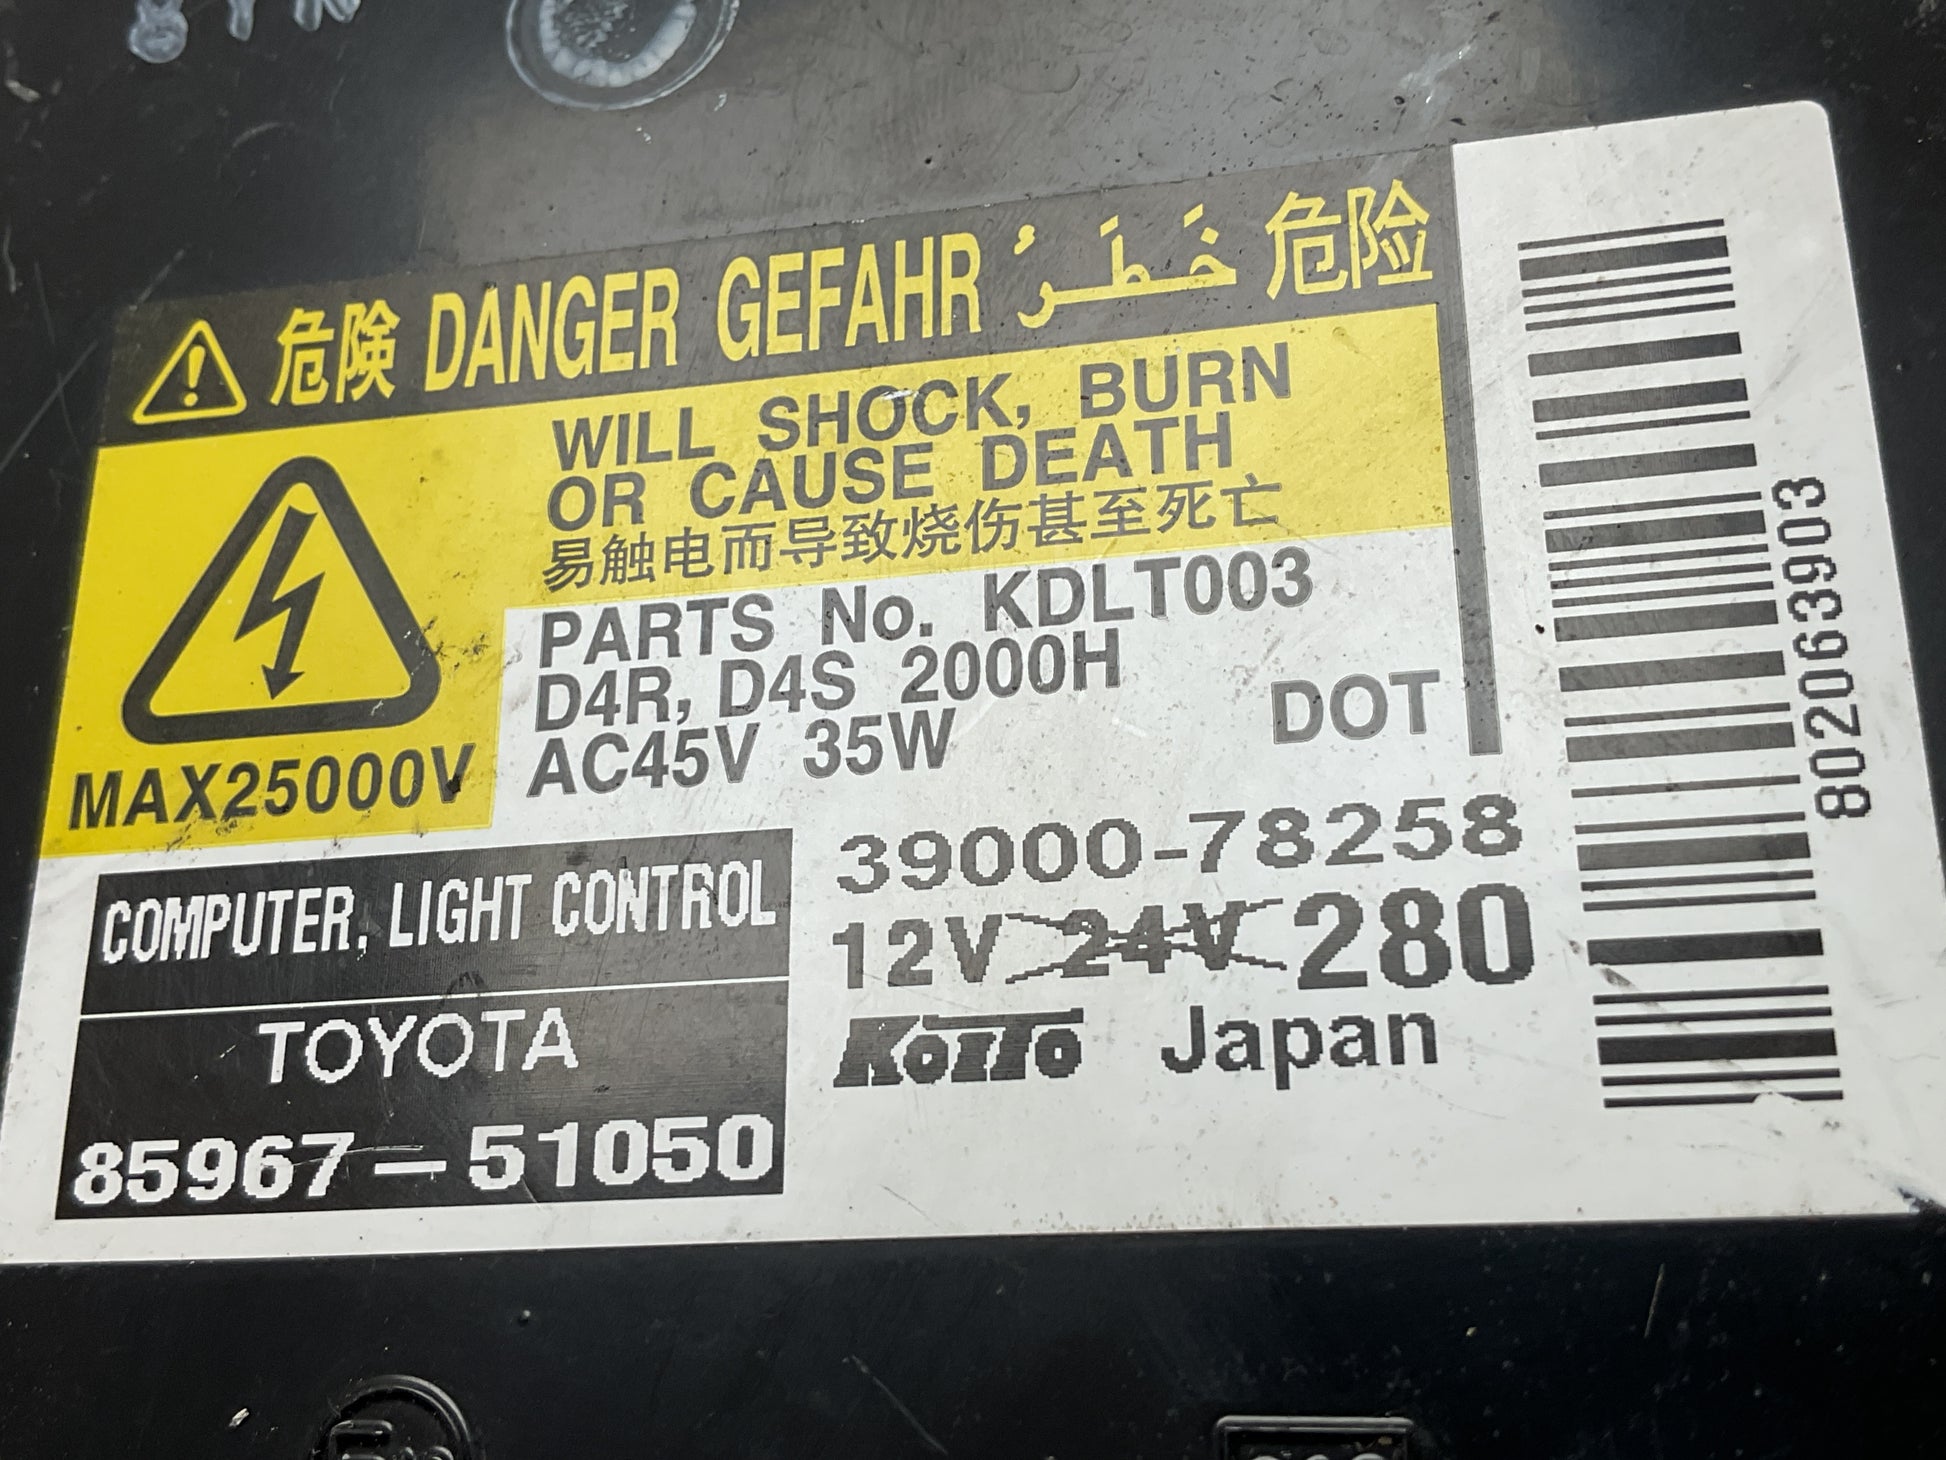 危険 DANGER GEFAHR خَطَرُ 危险
WILL SHOCK, BURN
OR CAUSE DEATH
易触电而导致烧伤甚至死亡
MAX25000V
PARTS No. KDLT003
D4R, D4S 2000H
AC45V 35W
DOT
39000-78258
12V 24V 280
KOITO Japan
COMPUTER, LIGHT CONTROL
TOYOTA
85967-51050
8020639903